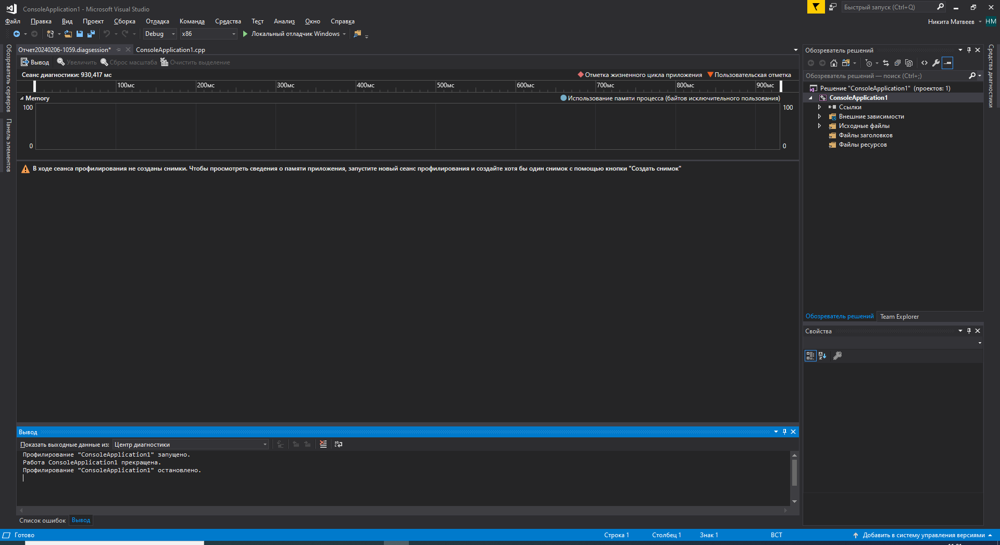 ConsoleApplication1 - Microsoft Visual Studio
Быстрый запуск (Ctrl+Q)
Файл Правка Вид Проект Сборка Отладка Команда Средства Тест Анализ Окно Справка
Никита Матвеев НМ
Debug x86 Локальный отладчик Windows
Обозреватель серверов
Панель элементов
Отчет20240206-1059.diagsession* ConsoleApplication1.cpp
Вывод Увеличить Сброс масштаба Очистить выделение
Сеанс диагностики: 930,417 мс
Отметка жизненного цикла приложения Пользовательская отметка
100мс 200мс 300мс 400мс 500мс 600мс 700мс 800мс 900мс
Memory
Использование памяти процесса (байтов исключительного пользования)
100 100
0 0
В ходе сеанса профилирования не созданы снимки. Чтобы просмотреть сведения о памяти приложения, запустите новый сеанс профилирования и создайте хотя бы один снимок с помощью кнопки "Создать снимок"
Обозреватель решений
Обозреватель решений — поиск (Ctrl+;)
Решение "ConsoleApplication1" (проектов: 1)
ConsoleApplication1
Ссылки
Внешние зависимости
Исходные файлы
Файлы заголовков
Файлы ресурсов
Средства диагностики
Обозреватель решений Team Explorer
Свойства
Вывод
Показать выходные данные из: Центр диагностики
Профилирование "ConsoleApplication1" запущено.
Работа ConsoleApplication1 прекращена.
Профилирование "ConsoleApplication1" остановлено.
Список ошибок Вывод
Готово Строка 1 Столбец 1 Знак 1 ВСТ Добавить в систему управления версиями